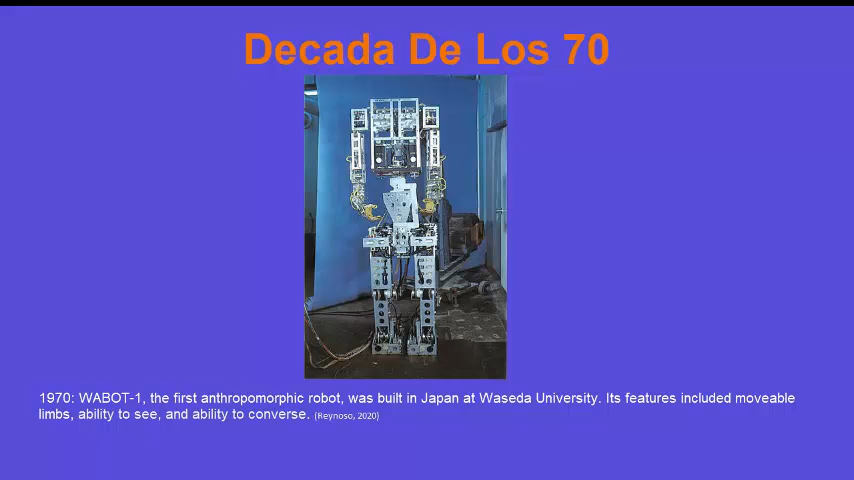 Decada De Los 70
1970: WABOT-1, the first anthropomorphic robot, was built in Japan at Waseda University. Its features included moveable
limbs, ability to see, and ability to converse. (Reynoso, 2020)